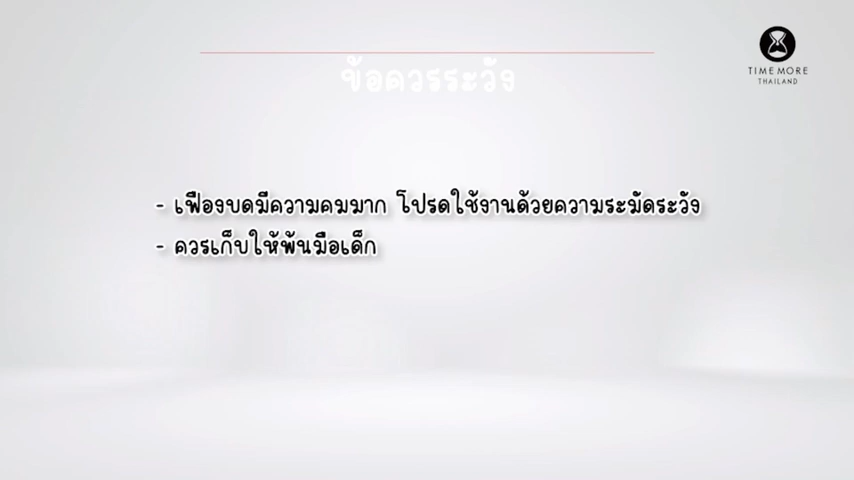 TIMEMORE
THAILAND
ข้อควรระวัง
- เฟืองบดมีความคมมาก โปรดใช้งานด้วยความระมัดระวัง
- ควรเก็บให้พ้นมือเด็ก